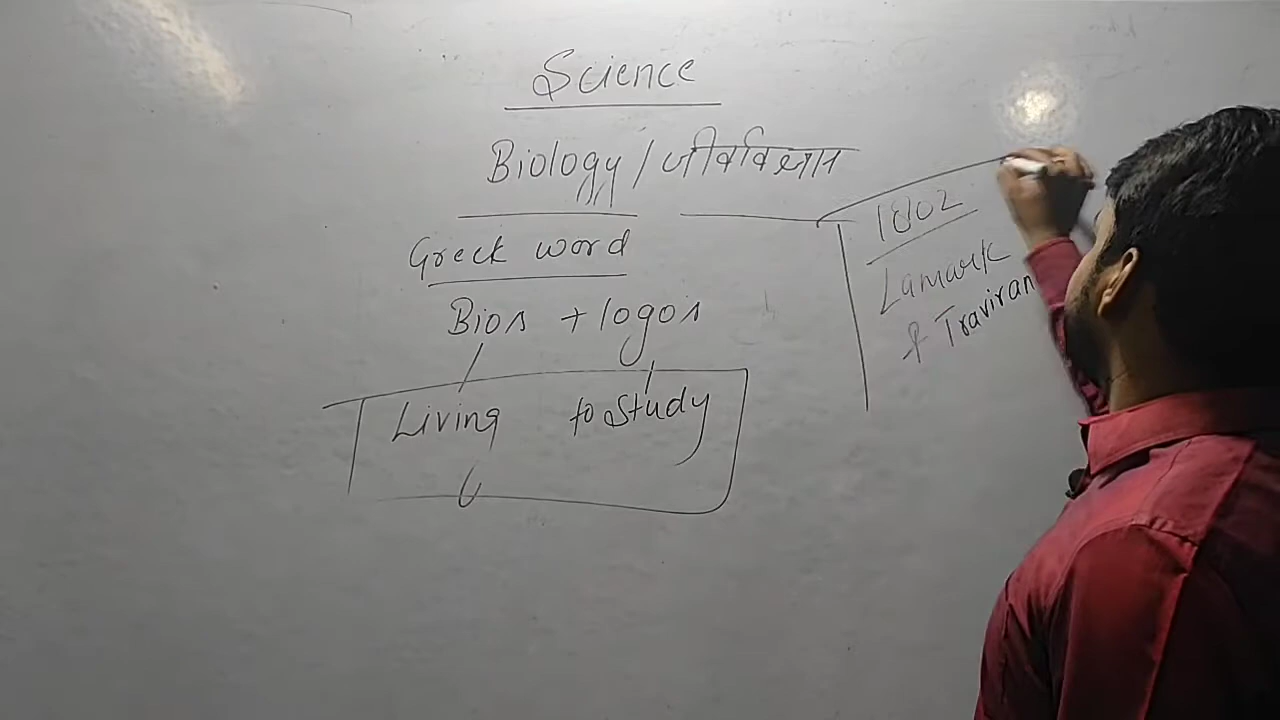 Science
Biology / जीवविज्ञान
Greek word
Bios + logos
Living to Study
1802
Lamark
& Traviran